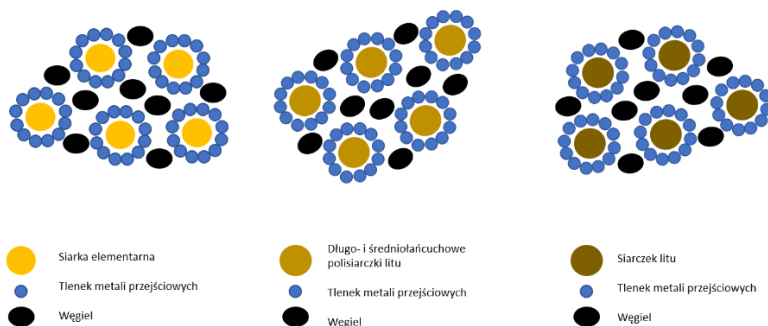 Siarka elementarna
Tlenek metali przejściowych
Węgiel
Długo- i średniołańcuchowe
polisiarczki litu
Tlenek metali przejściowych
Węgiel
Siarczek litu
Tlenek metali przejściowych
Węgiel